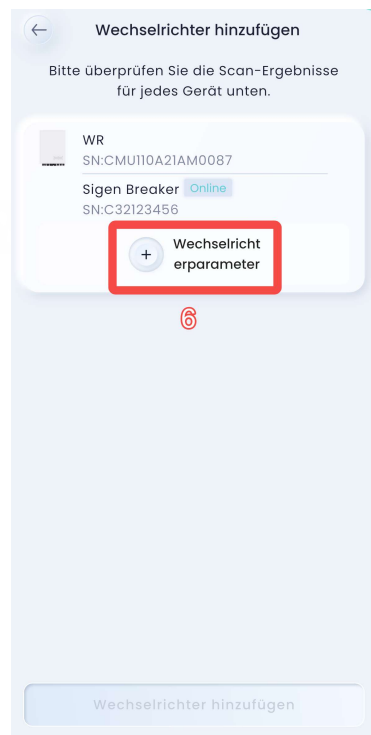 Wechselrichter hinzufügen
Bitte überprüfen Sie die Scan-Ergebnisse
für jedes Gerät unten.
WR
SN:CMU110A21AM0087
Sigen Breaker Online
SN:C32123456
+ Wechselricht
erparameter
6
Wechselrichter hinzufügen